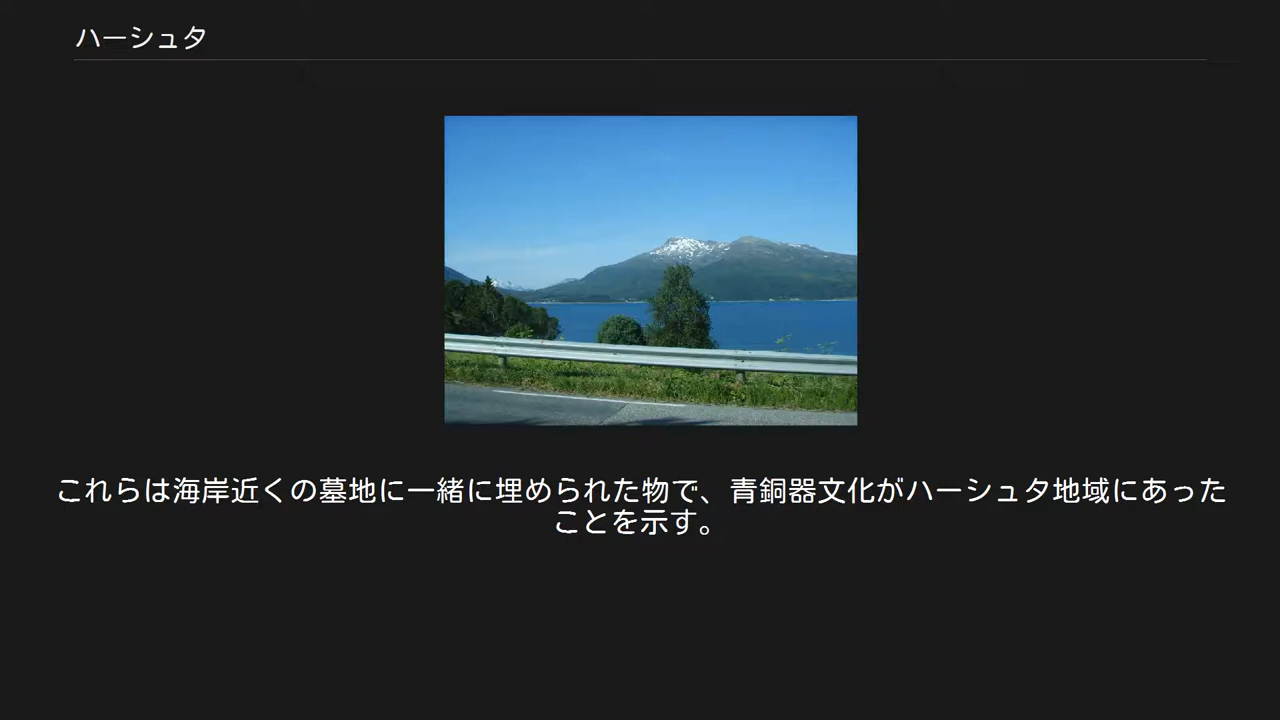 ハーシュタ
これらは海岸近くの墓地に一緒に埋められた物で、青銅器文化がハーシュタ地域にあった
ことを示す。